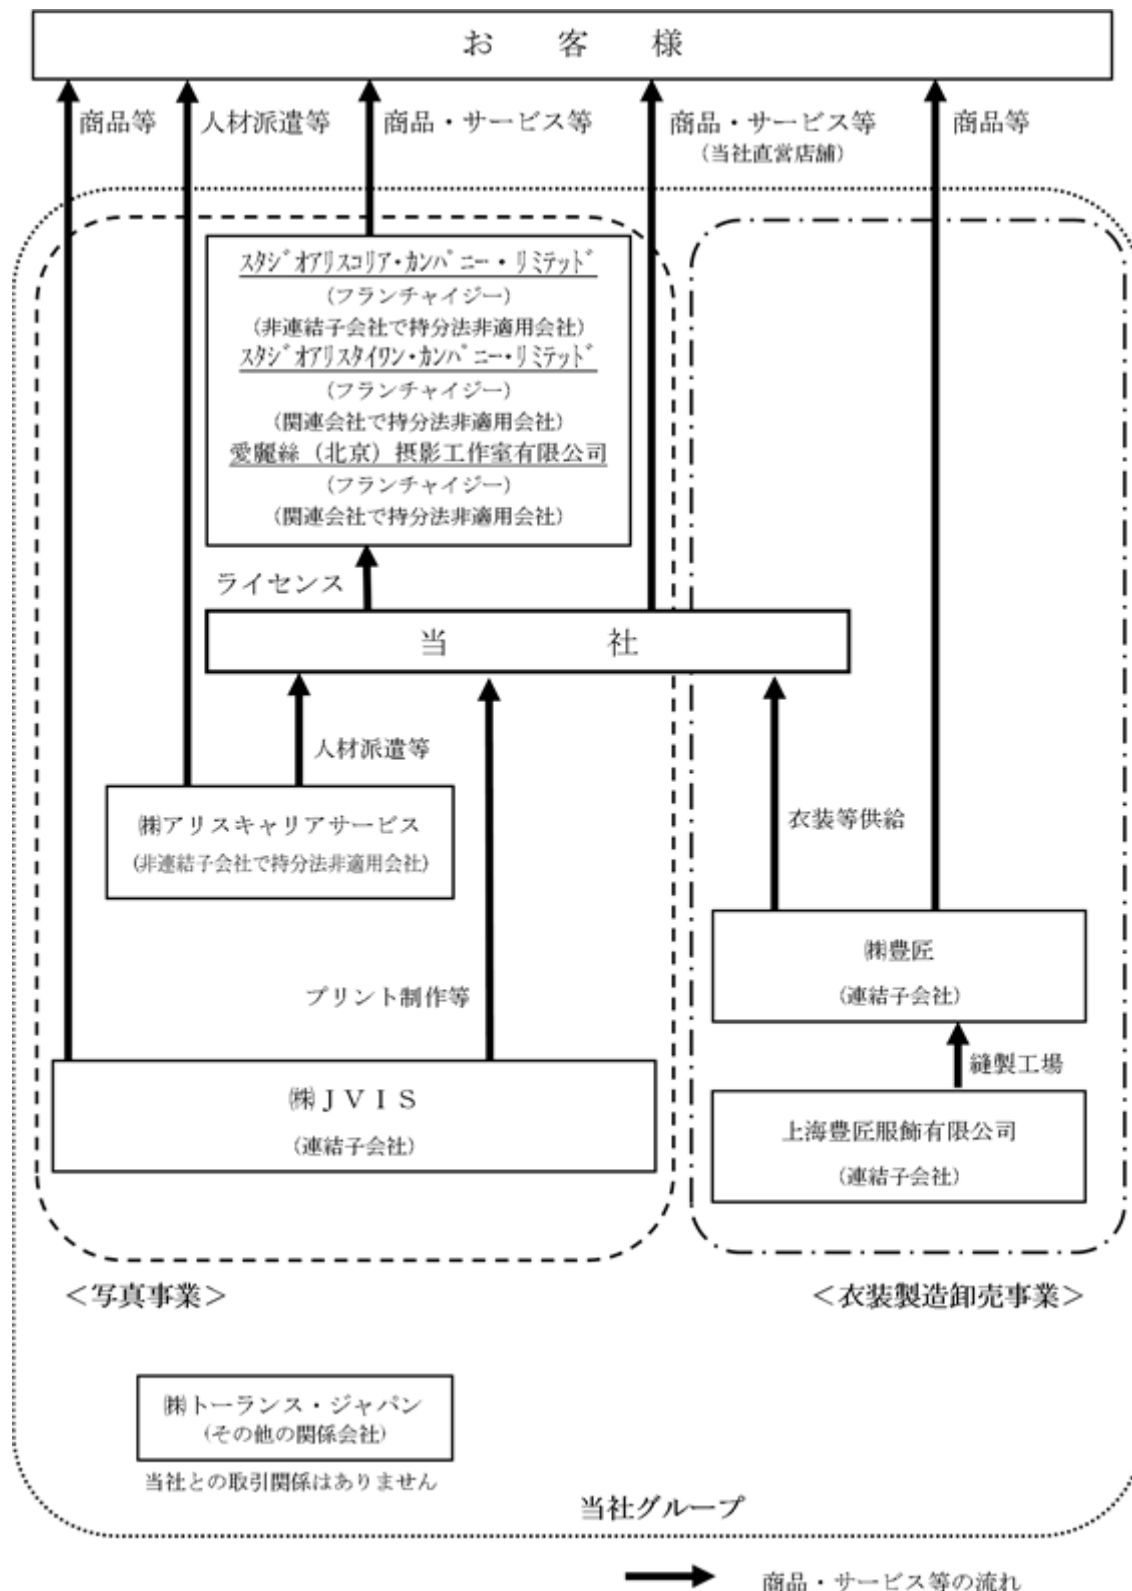 お客様
商品等
人材派遣等
商品・サービス等
商品・サービス等
(当社直営店舗)
商品等
スタジオアリスコリア・カンパニー・リミテッド
(フランチャイジー)
(非連結子会社で持分法非適用会社)
スタジオアリスタイワン・カンパニー・リミテッド
(フランチャイジー)
(関連会社で持分法非適用会社)
愛麗絲（北京）摂影工作室有限公司
(フランチャイジー)
(関連会社で持分法非適用会社)
ライセンス
当社
人材派遣等
㈱アリスキャリアサービス
(非連結子会社で持分法非適用会社)
衣装等供給
㈱豊匠
(連結子会社)
プリント制作等
縫製工場
㈱ＪＶＩＳ
(連結子会社)
上海豊匠服飾有限公司
(連結子会社)
＜写真事業＞
＜衣装製造卸売事業＞
㈱トーランス・ジャパン
(その他の関係会社)
当社との取引関係はありません
当社グループ
商品・サービス等の流れ